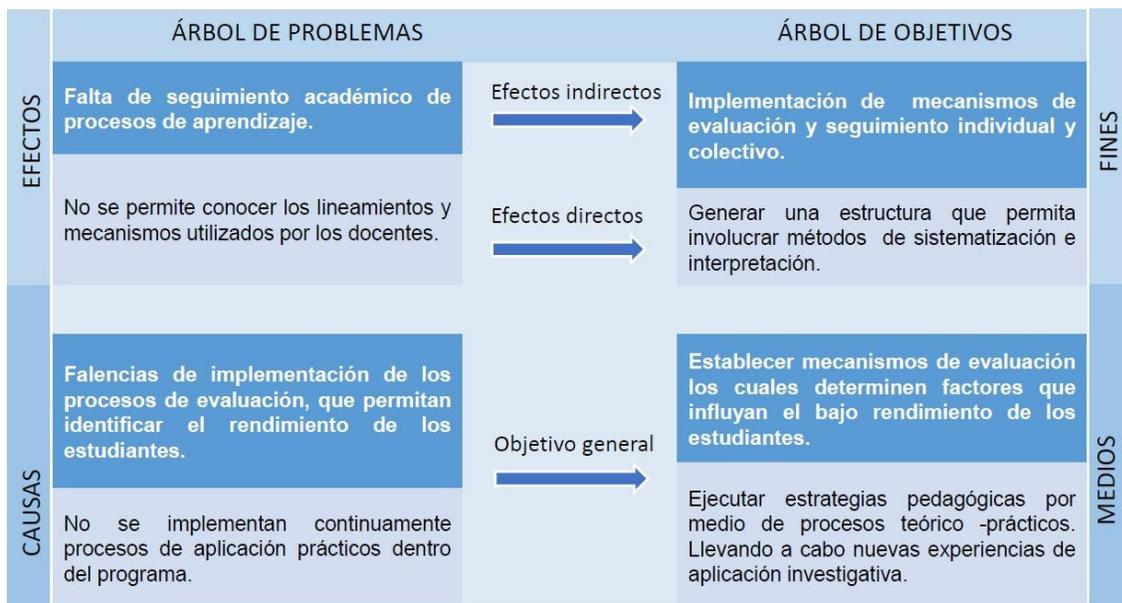 ÁRBOL DE PROBLEMAS
ÁRBOL DE OBJETIVOS
EFECTOS
Falta de seguimiento académico de
procesos de aprendizaje.
Efectos indirectos
Implementación de mecanismos de
evaluación y seguimiento individual y
colectivo.
FINES
No se permite conocer los lineamientos y
mecanismos utilizados por los docentes.
Efectos directos
Generar una estructura que permita
involucrar métodos de sistematización e
interpretación.
CAUSAS
Falencias de implementación de los
procesos de evaluación, que permitan
identificar el rendimiento de los
estudiantes.
Objetivo general
Establecer mecanismos de evaluación
los cuales determinen factores que
influyan el bajo rendimiento de los
estudiantes.
MEDIOS
No se implementan continuamente
procesos de aplicación prácticos dentro
del programa.
Ejecutar estrategias pedagógicas por
medio de procesos teórico -prácticos.
Llevando a cabo nuevas experiencias de
aplicación investigativa.